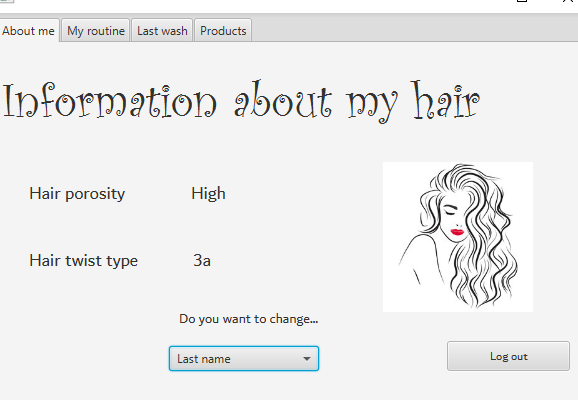 About me My routine Last wash Products
Information about my hair
Hair porosity High
Hair twist type 3a
Do you want to change...
Last name Log out